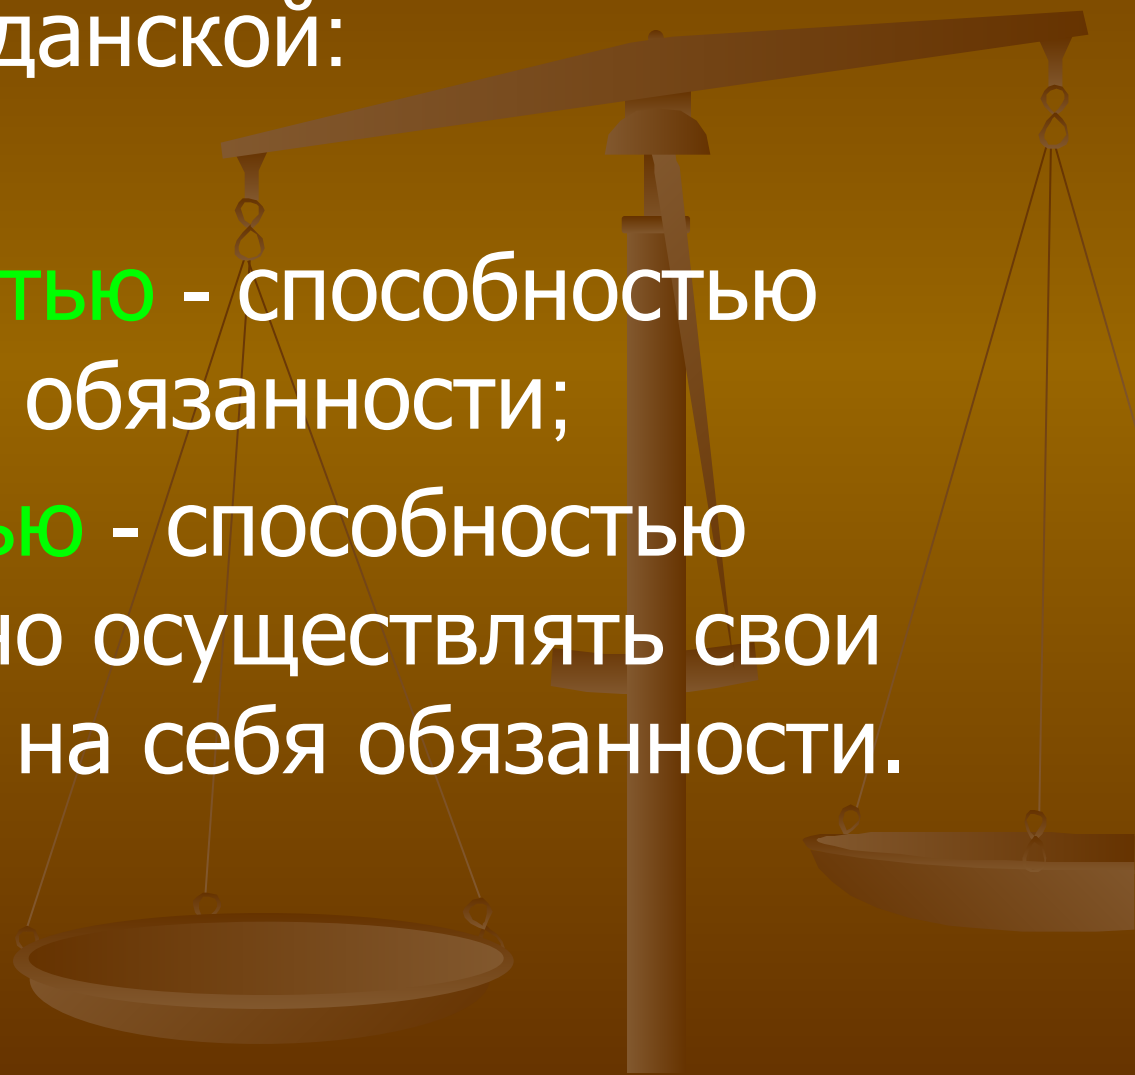 данской:
тью - способностью
обязанности;
ью - способностью
но осуществлять свои
на себя обязанности.